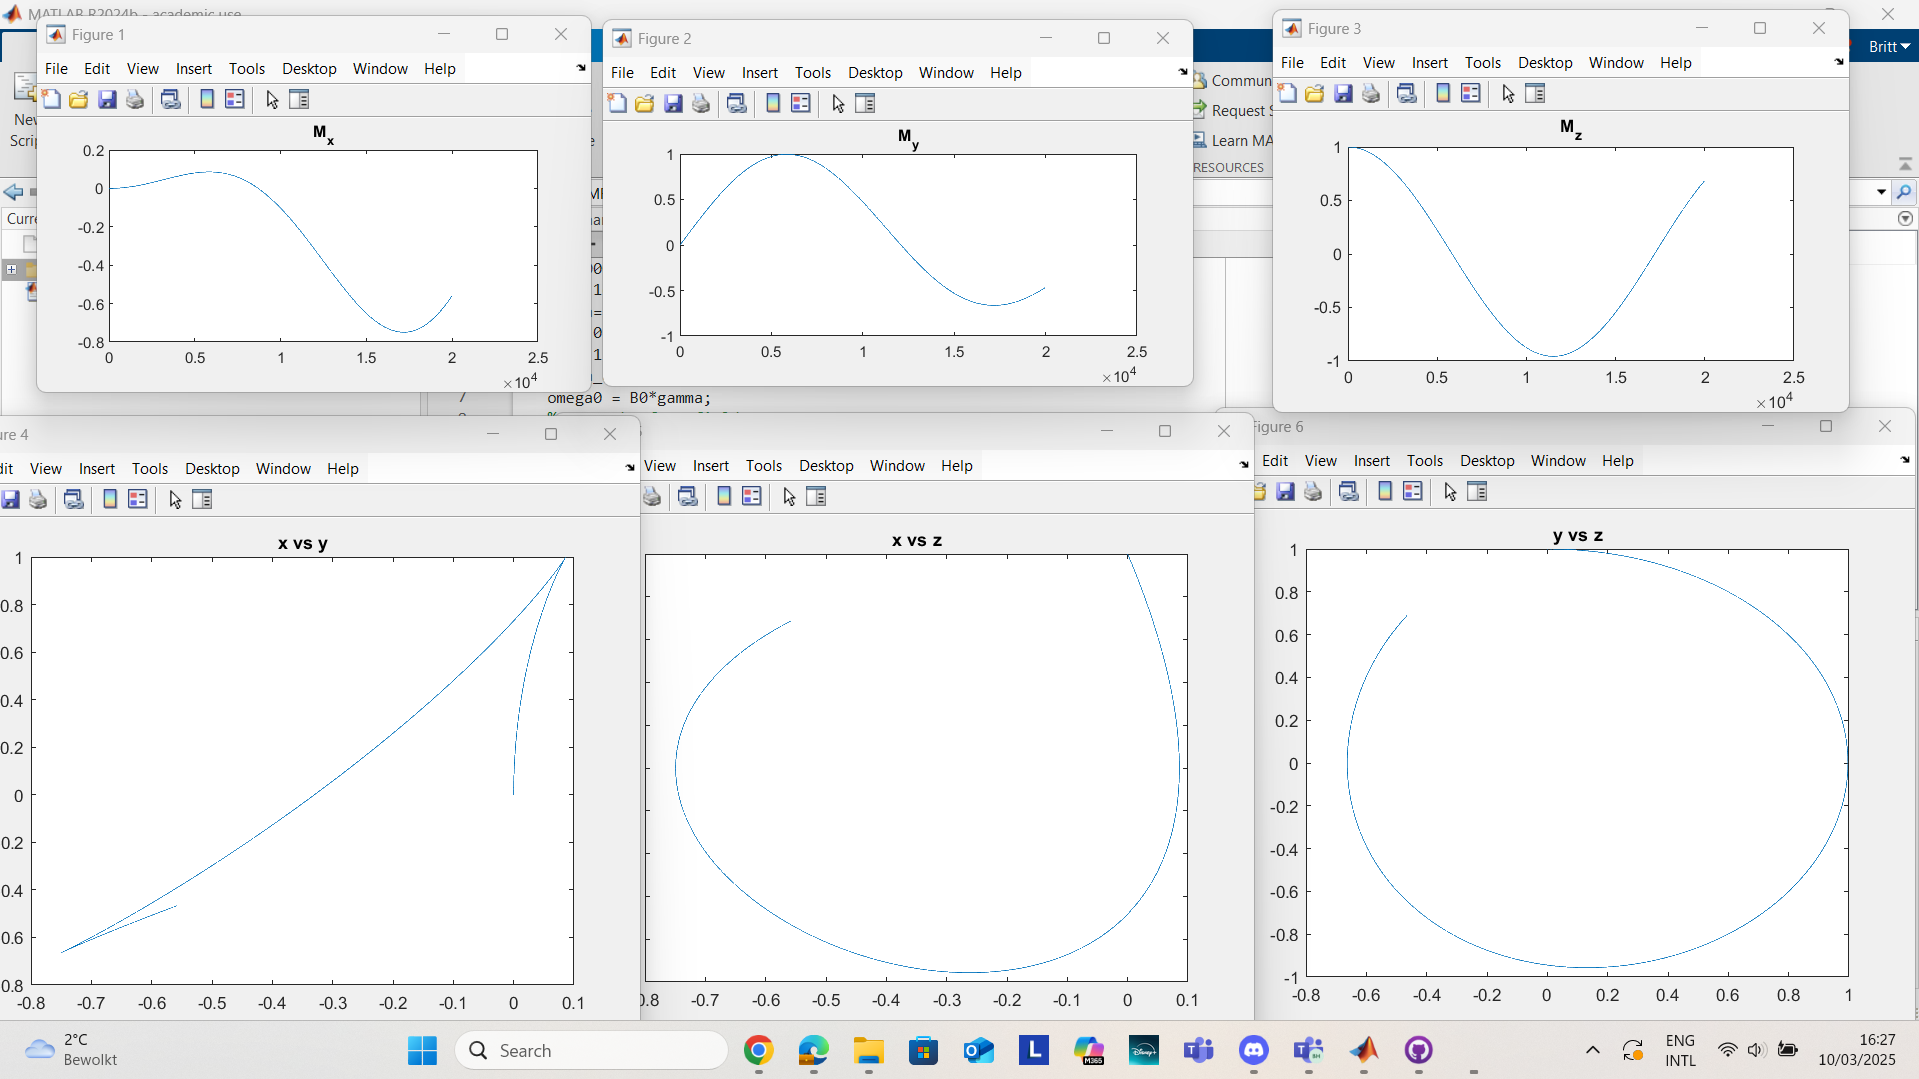 MATLAB R2024b - academic use
Figure 1
File Edit View Insert Tools Desktop Window Help
M_x
0.2
0
-0.2
-0.4
-0.6
-0.8
0 0.5 1 1.5 2 2.5
×10^4
Figure 2
File Edit View Insert Tools Desktop Window Help
M_y
1
0.5
0
-0.5
-1
0 0.5 1 1.5 2 2.5
×10^4
Figure 3
File Edit View Insert Tools Desktop Window Help
M_z
1
0.5
0
-0.5
-1
0 0.5 1 1.5 2 2.5
×10^4
Britt
New
Scrip
Commun
Request S
Learn MA
RESOURCES
Curre
7 omega0 = B0*gamma;
ure 4
dit View Insert Tools Desktop Window Help
x vs y
1
0.8
0.6
0.4
0.2
0
0.2
0.4
0.6
0.8
-0.8 -0.7 -0.6 -0.5 -0.4 -0.3 -0.2 -0.1 0 0.1
View Insert Tools Desktop Window Help
x vs z
0.8 -0.7 -0.6 -0.5 -0.4 -0.3 -0.2 -0.1 0 0.1
Figure 6
Edit View Insert Tools Desktop Window Help
y vs z
1
0.8
0.6
0.4
0.2
0
-0.2
-0.4
-0.6
-0.8
-1
-0.8 -0.6 -0.4 -0.2 0 0.2 0.4 0.6 0.8 1
2°C
Bewolkt
Search
L
M365
Disney+
ENG
INTL
16:27
10/03/2025